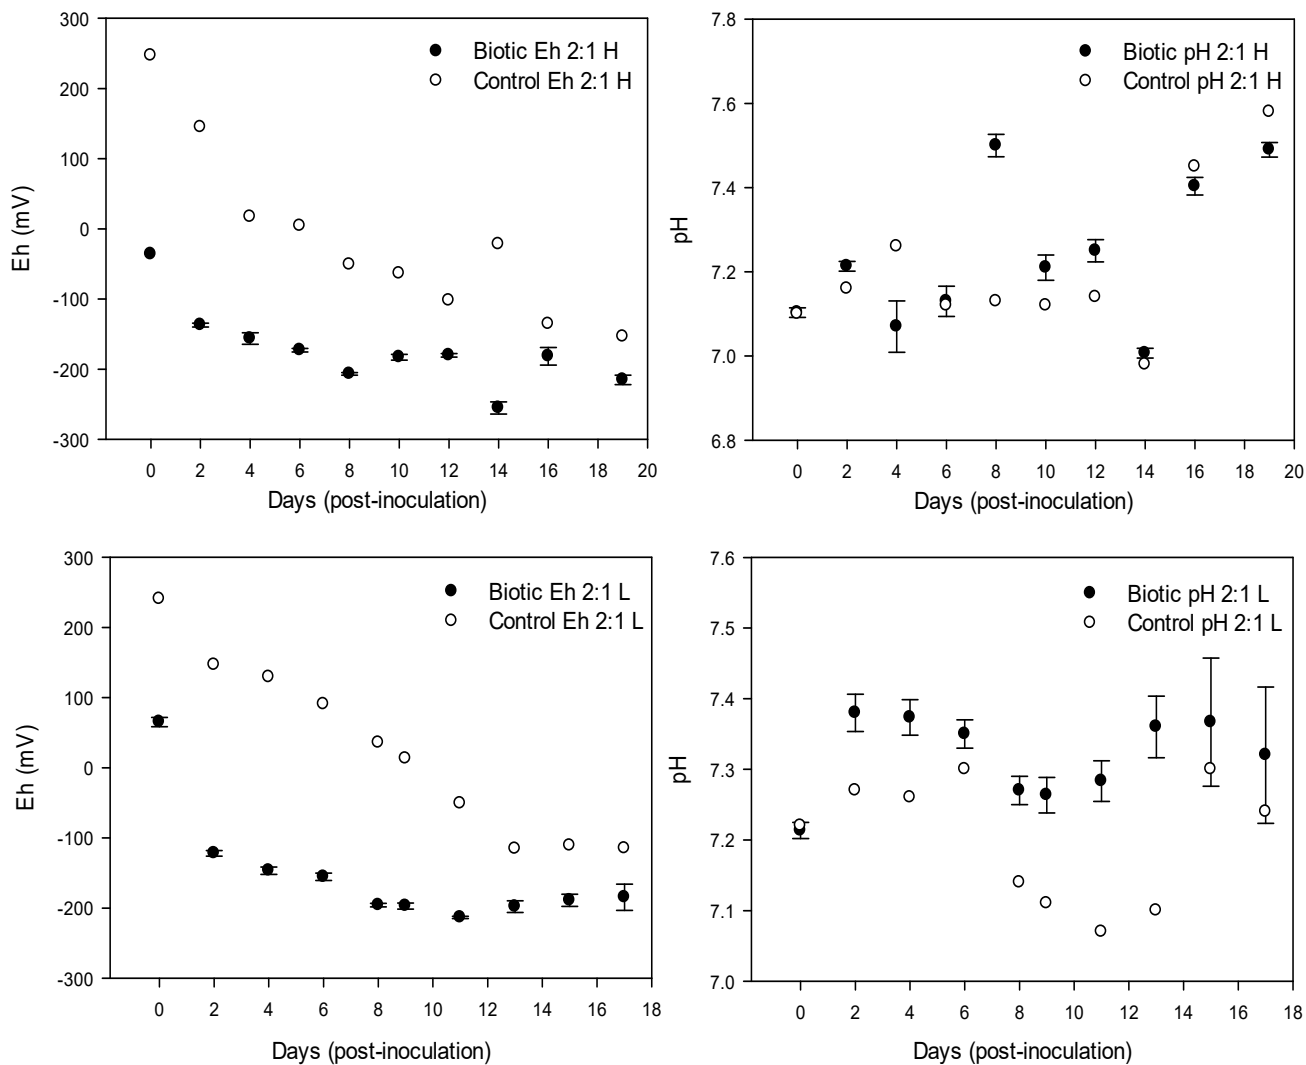 300
200
100
0
-100
-200
-300
Eh (mV)
Biotic Eh 2:1 H
Control Eh 2:1 H
0 2 4 6 8 10 12 14 16 18 20
Days (post-inoculation)
7.8
7.6
7.4
7.2
7.0
6.8
pH
Biotic pH 2:1 H
Control pH 2:1 H
0 2 4 6 8 10 12 14 16 18 20
Days (post-inoculation)
300
200
100
0
-100
-200
-300
Eh (mV)
Biotic Eh 2:1 L
Control Eh 2:1 L
0 2 4 6 8 10 12 14 16 18
Days (post-inoculation)
7.6
7.5
7.4
7.3
7.2
7.1
7.0
pH
Biotic pH 2:1 L
Control pH 2:1 L
0 2 4 6 8 10 12 14 16 18
Days (post-inoculation)